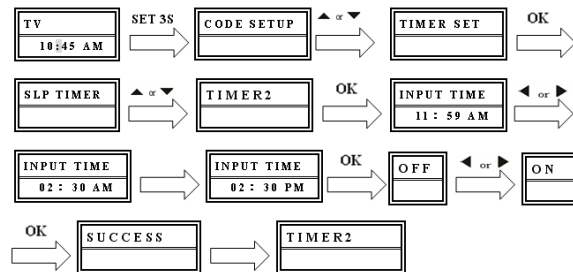 TV
10:45 AM
SET 3S
CODE SETUP
▲ or ▼
TIMER SET
OK
SLP TIMER
▲ or ▼
TIMER2
OK
INPUT TIME
11 : 59 AM
◀ or ▶
INPUT TIME
02 : 30 AM
INPUT TIME
02 : 30 PM
OK
OFF
◀ or ▶
ON
OK
SUCCESS
TIMER2